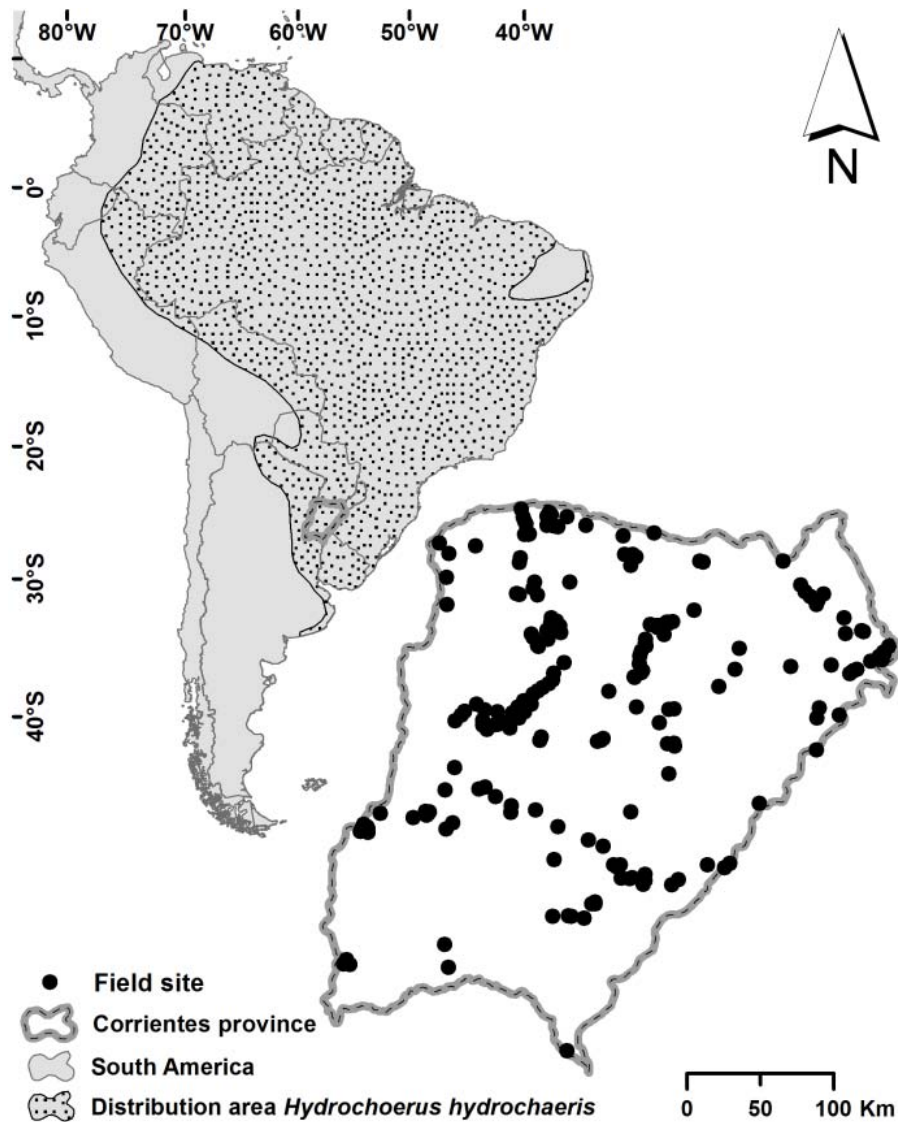 80°W 70°W 60°W 50°W 40°W
N
0°
10°S
20°S
30°S
40°S
Field site
Corrientes province
South America
Distribution area Hydrochoerus hydrochaeris
0 50 100 Km